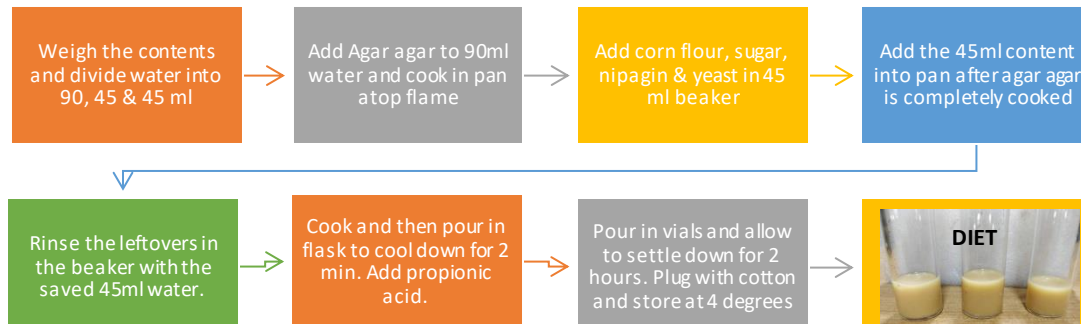 Weigh the contents
and divide water into
90, 45 & 45 ml
Add Agar agar to 90ml
water and cook in pan
atop flame
Add corn flour, sugar,
nipagin & yeast in 45
ml beaker
Add the 45ml content
into pan after agar agar
is completely cooked
Rinse the leftovers in
the beaker with the
saved 45ml water.
Cook and then pour in
flask to cool down for 2
min. Add propionic
acid.
Pour in vials and allow
to settle down for 2
hours. Plug with cotton
and store at 4 degrees
DIET